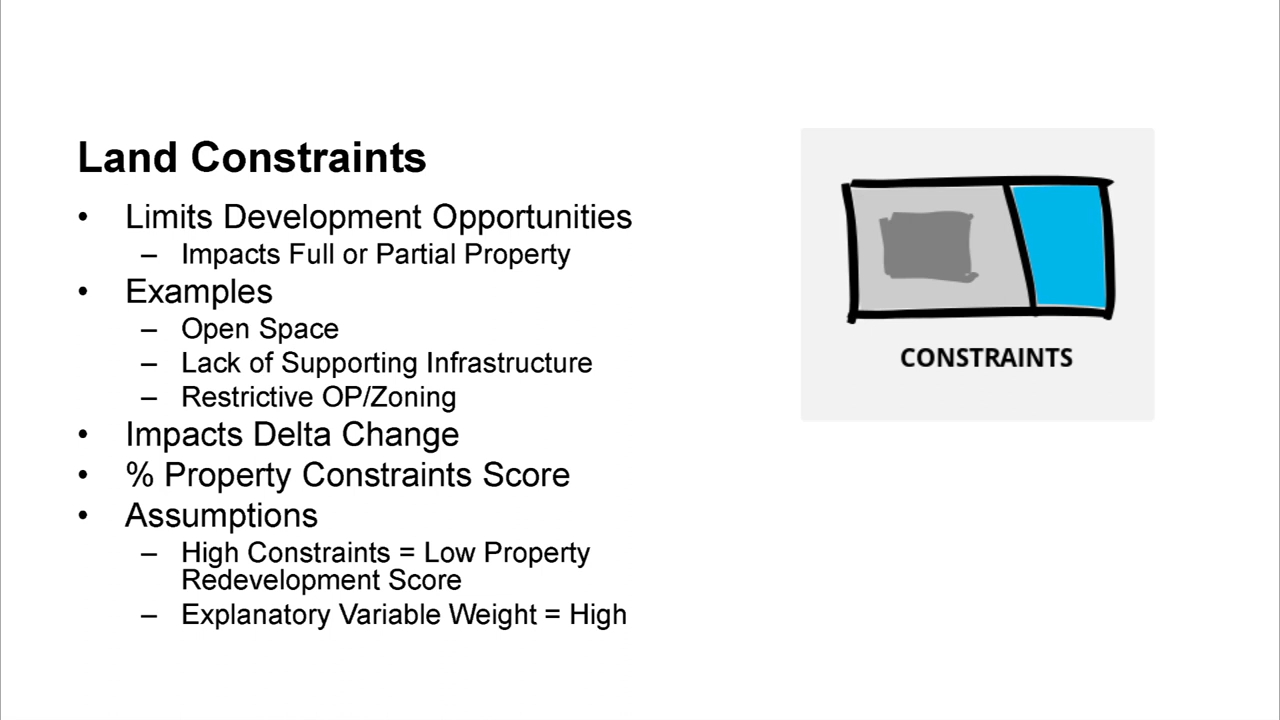 Land Constraints
• Limits Development Opportunities
– Impacts Full or Partial Property
• Examples
– Open Space
– Lack of Supporting Infrastructure
– Restrictive OP/Zoning
• Impacts Delta Change
• % Property Constraints Score
• Assumptions
– High Constraints = Low Property
Redevelopment Score
– Explanatory Variable Weight = High
CONSTRAINTS